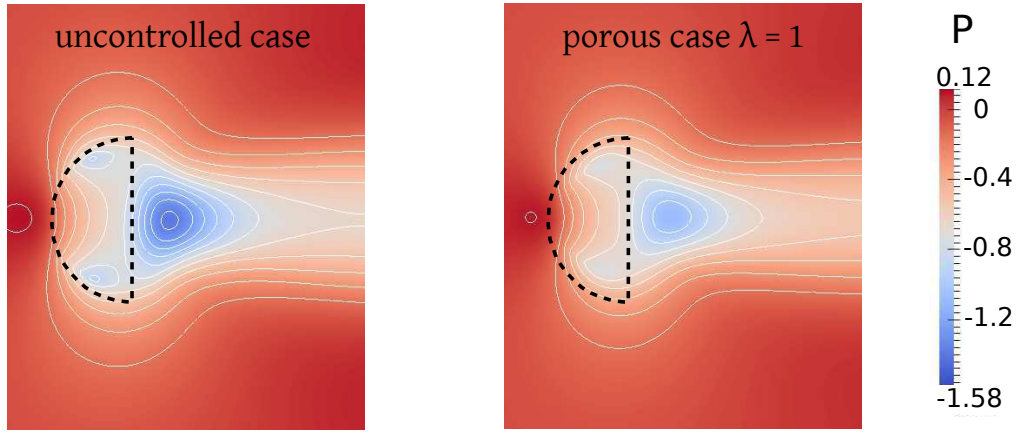 uncontrolled case
porous case λ = 1
P
0.12
0
-0.4
-0.8
-1.2
-1.58